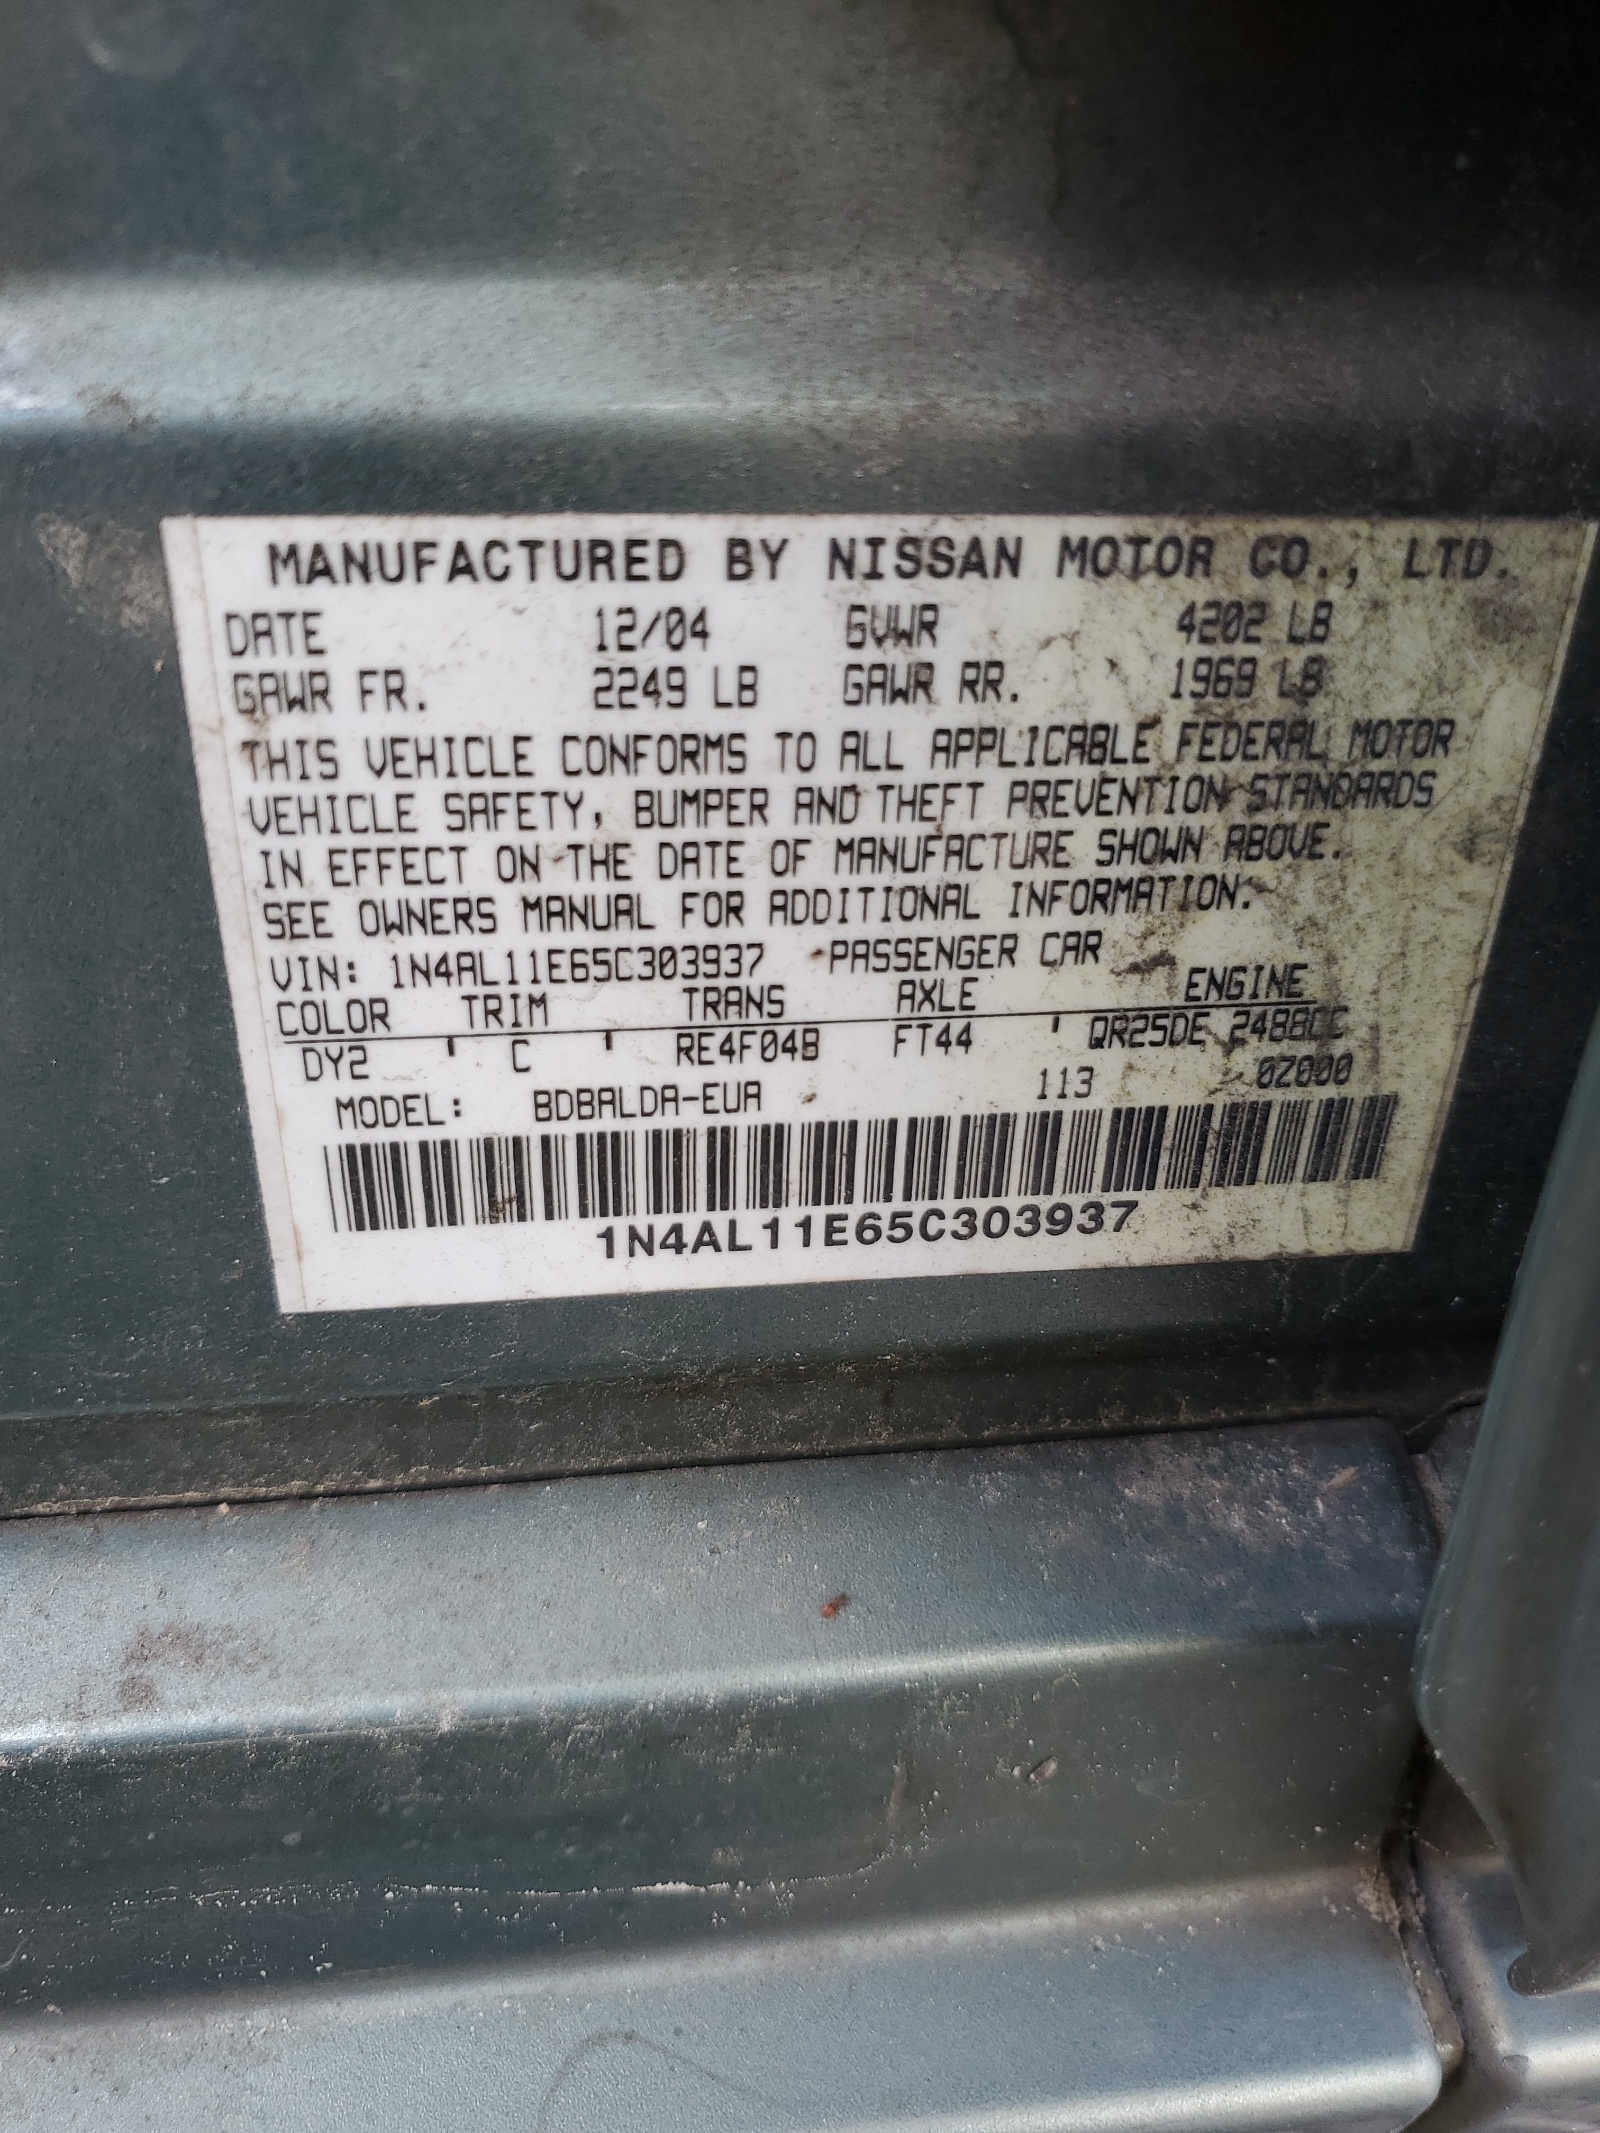 MANUFACTURED BY NISSAN MOTOR CO., LTD.
DATE 12/04 GVWR 4202 LB
GAWR FR. 2249 LB GAWR RR. 1969 LB
THIS VEHICLE CONFORMS TO ALL APPLICABLE FEDERAL MOTOR
VEHICLE SAFETY, BUMPER AND THEFT PREVENTION STANDARDS
IN EFFECT ON THE DATE OF MANUFACTURE SHOWN ABOVE.
SEE OWNERS MANUAL FOR ADDITIONAL INFORMATION.
VIN: 1N4AL11E65C303937 PASSENGER CAR
COLOR TRIM TRANS AXLE ENGINE
DY2 ' C ' RE4F04B FT44 ' QR25DE 2488CC
MODEL: BDBALDA-EUA 113 0Z000
1N4AL11E65C303937